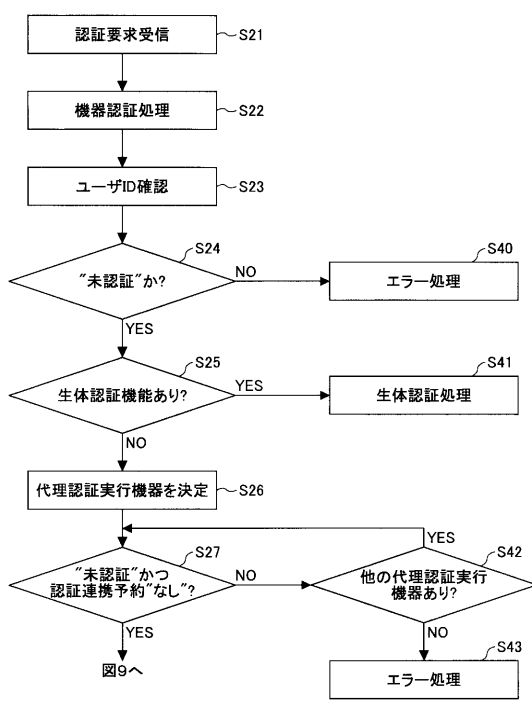 認証要求受信
S21
機器認証処理
S22
ユーザID確認
S23
S24
"未認証"か?
NO
S40
エラー処理
YES
S25
生体認証機能あり?
YES
S41
生体認証処理
NO
代理認証実行機器を決定
S26
S27
"未認証"かつ
認証連携予約"なし"?
NO
YES
S42
他の代理認証実行
機器あり?
YES
図9へ
NO
S43
エラー処理